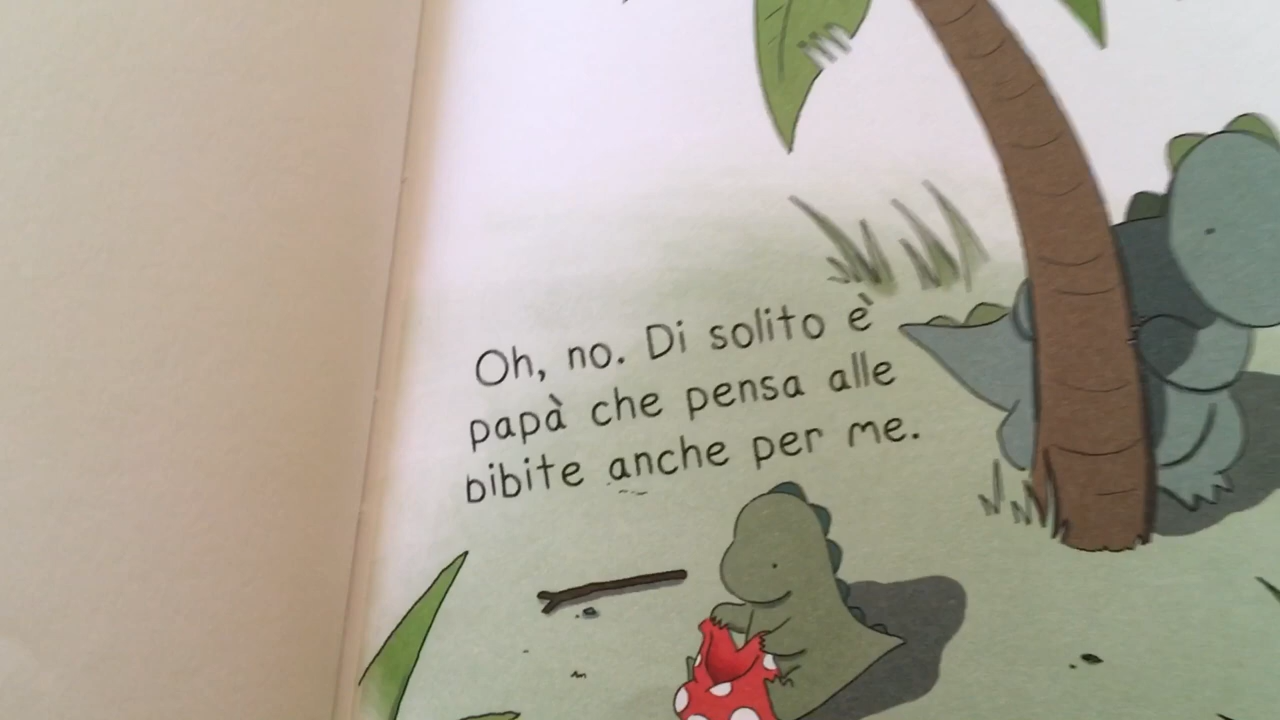 Oh, no. Di solito è
papà che pensa alle
bibite anche per me.